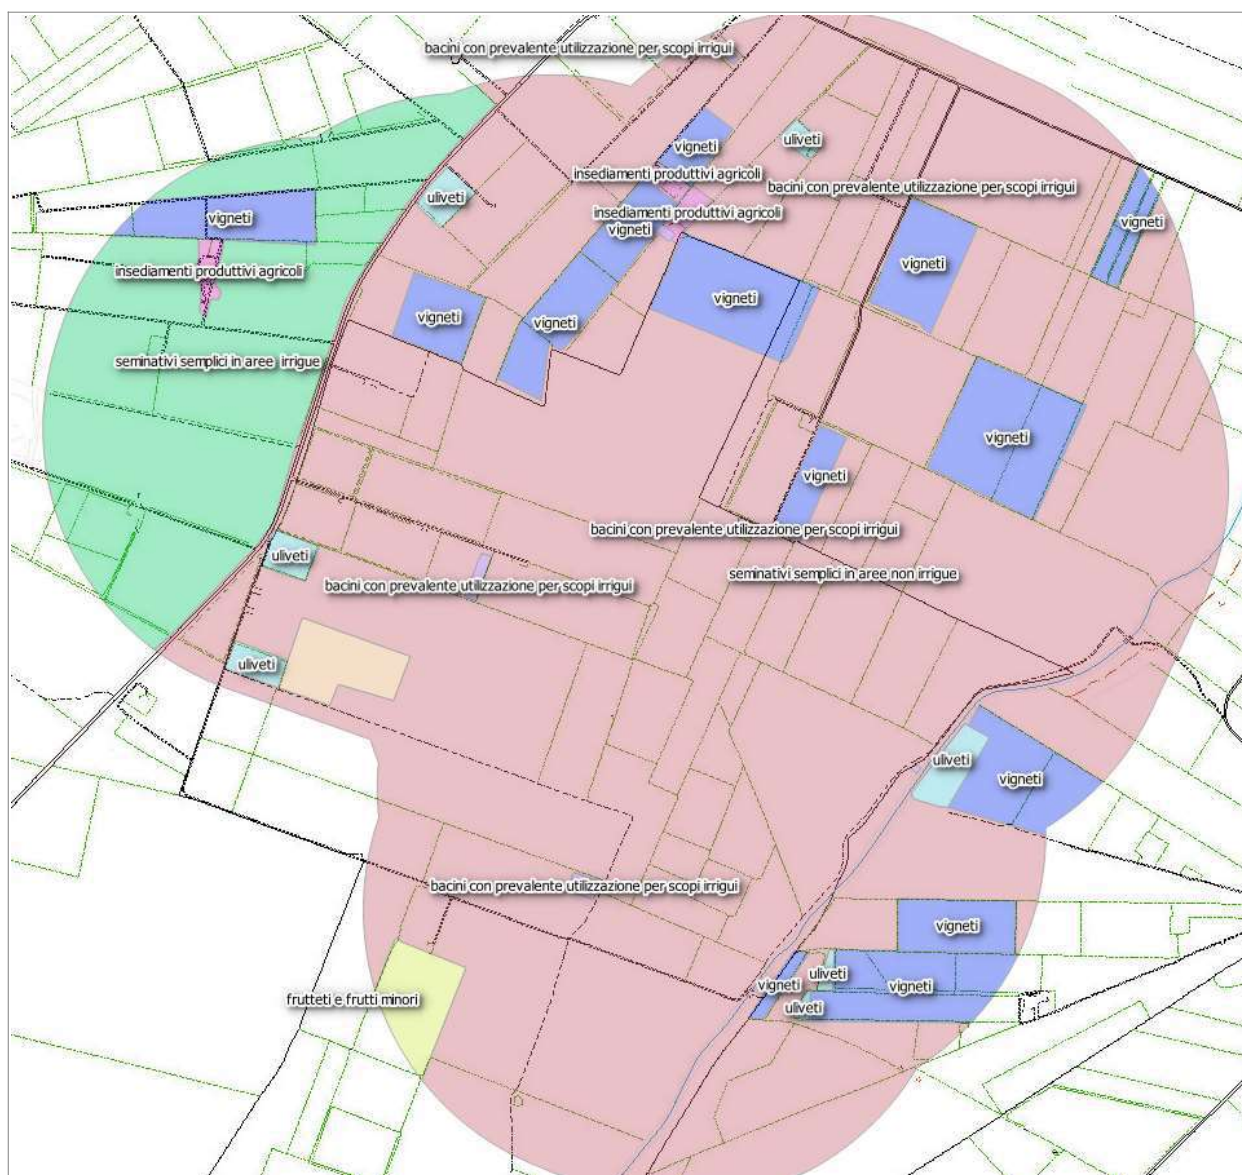 bacini con prevalente utilizzazione per scopi irrigui
vigneti
uliveti
insediamenti produttivi agricoli
bacini con prevalente utilizzazione per scopi irrigui
uliveti
insediamenti produttivi agricoli
vigneti
vigneti
vigneti
vigneti
insediamenti produttivi agricoli
vigneti
vigneti
vigneti
seminativi semplici in aree  irrigue
vigneti
vigneti
bacini con prevalente utilizzazione per scopi irrigui
uliveti
seminativi semplici in aree non irrigue
bacini con prevalente utilizzazione per scopi irrigui
uliveti
uliveti
vigneti
bacini con prevalente utilizzazione per scopi irrigui
vigneti
uliveti
vigneti
vigneti
frutteti e frutti minori
uliveti